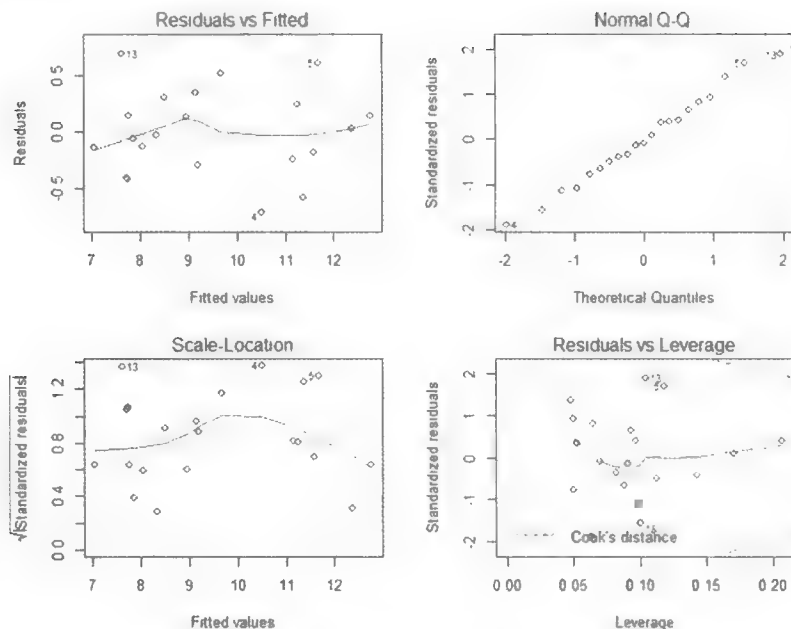 Residuals vs Fitted
Residuals
0.5
0.0
-0.5
13
4
7 8 9 10 11 12
Fitted values
Normal Q-Q
Standardized residuals
2
1
0
-1
-2
4
-2 -1 0 1 2
Theoretical Quantiles
Scale-Location
√|Standardized residuals|
1.2
0.8
0.4
0.0
13
4
7 8 9 10 11 12
Fitted values
Residuals vs Leverage
Standardized residuals
2
1
0
-1
-2
Cook's distance
0.00 0.05 0.10 0.15 0.20
Leverage